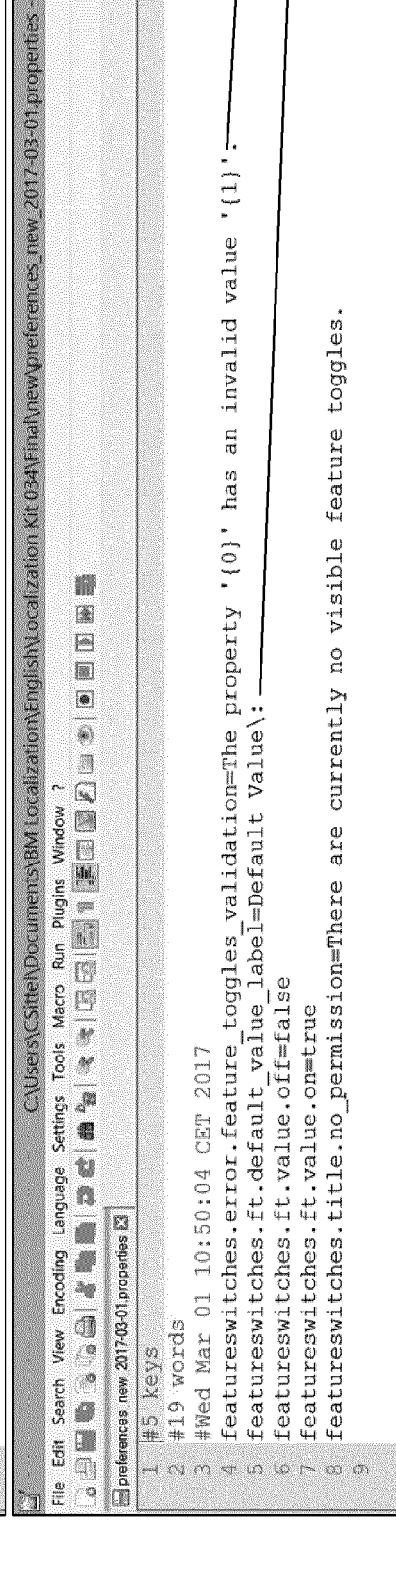 C:\Users\CSittel\Documents\BM Localization\English\Localization Kit 034\Final\new\preferences_new_2017-03-01.properties -
File Edit Search View Encoding Language Settings Tools Macro Run Plugins Window ?
preferences_new_2017-03-01.properties
1 #5 keys
2 #19 words
3 #Wed Mar 01 10:50:04 CET 2017
4 featureswitches.error.feature_toggles_validation=The property '{0}' has an invalid value '{1}'.
5 featureswitches.ft.default_value_label=Default Value\:
6 featureswitches.ft.value.off=false
7 featureswitches.ft.value.on=true
8 featureswitches.title.no_permission=There are currently no visible feature toggles.
9